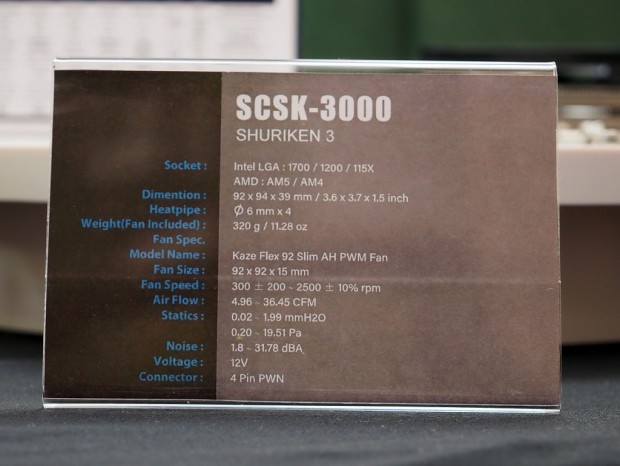 SCSK-3000
SHURIKEN 3
Socket : Intel LGA : 1700 / 1200 / 115X
AMD : AM5 / AM4
Dimention : 92 x 94 x 39 mm / 3.6 x 3.7 x 1.5 inch
Heatpipe : Ø 6 mm x 4
Weight(Fan Included) : 320 g / 11.28 oz
Fan Spec.
Model Name : Kaze Flex 92 Slim AH PWM Fan
Fan Size : 92 x 92 x 15 mm
Fan Speed : 300 ± 200 ~ 2500 ± 10% rpm
Air Flow : 4.96 ~ 36.45 CFM
Statics : 0.02 ~ 1.99 mmH2O
0.20 ~ 19.51 Pa
Noise : 1.8 ~ 31.78 dBA
Voltage : 12V
Connector : 4 Pin PWN